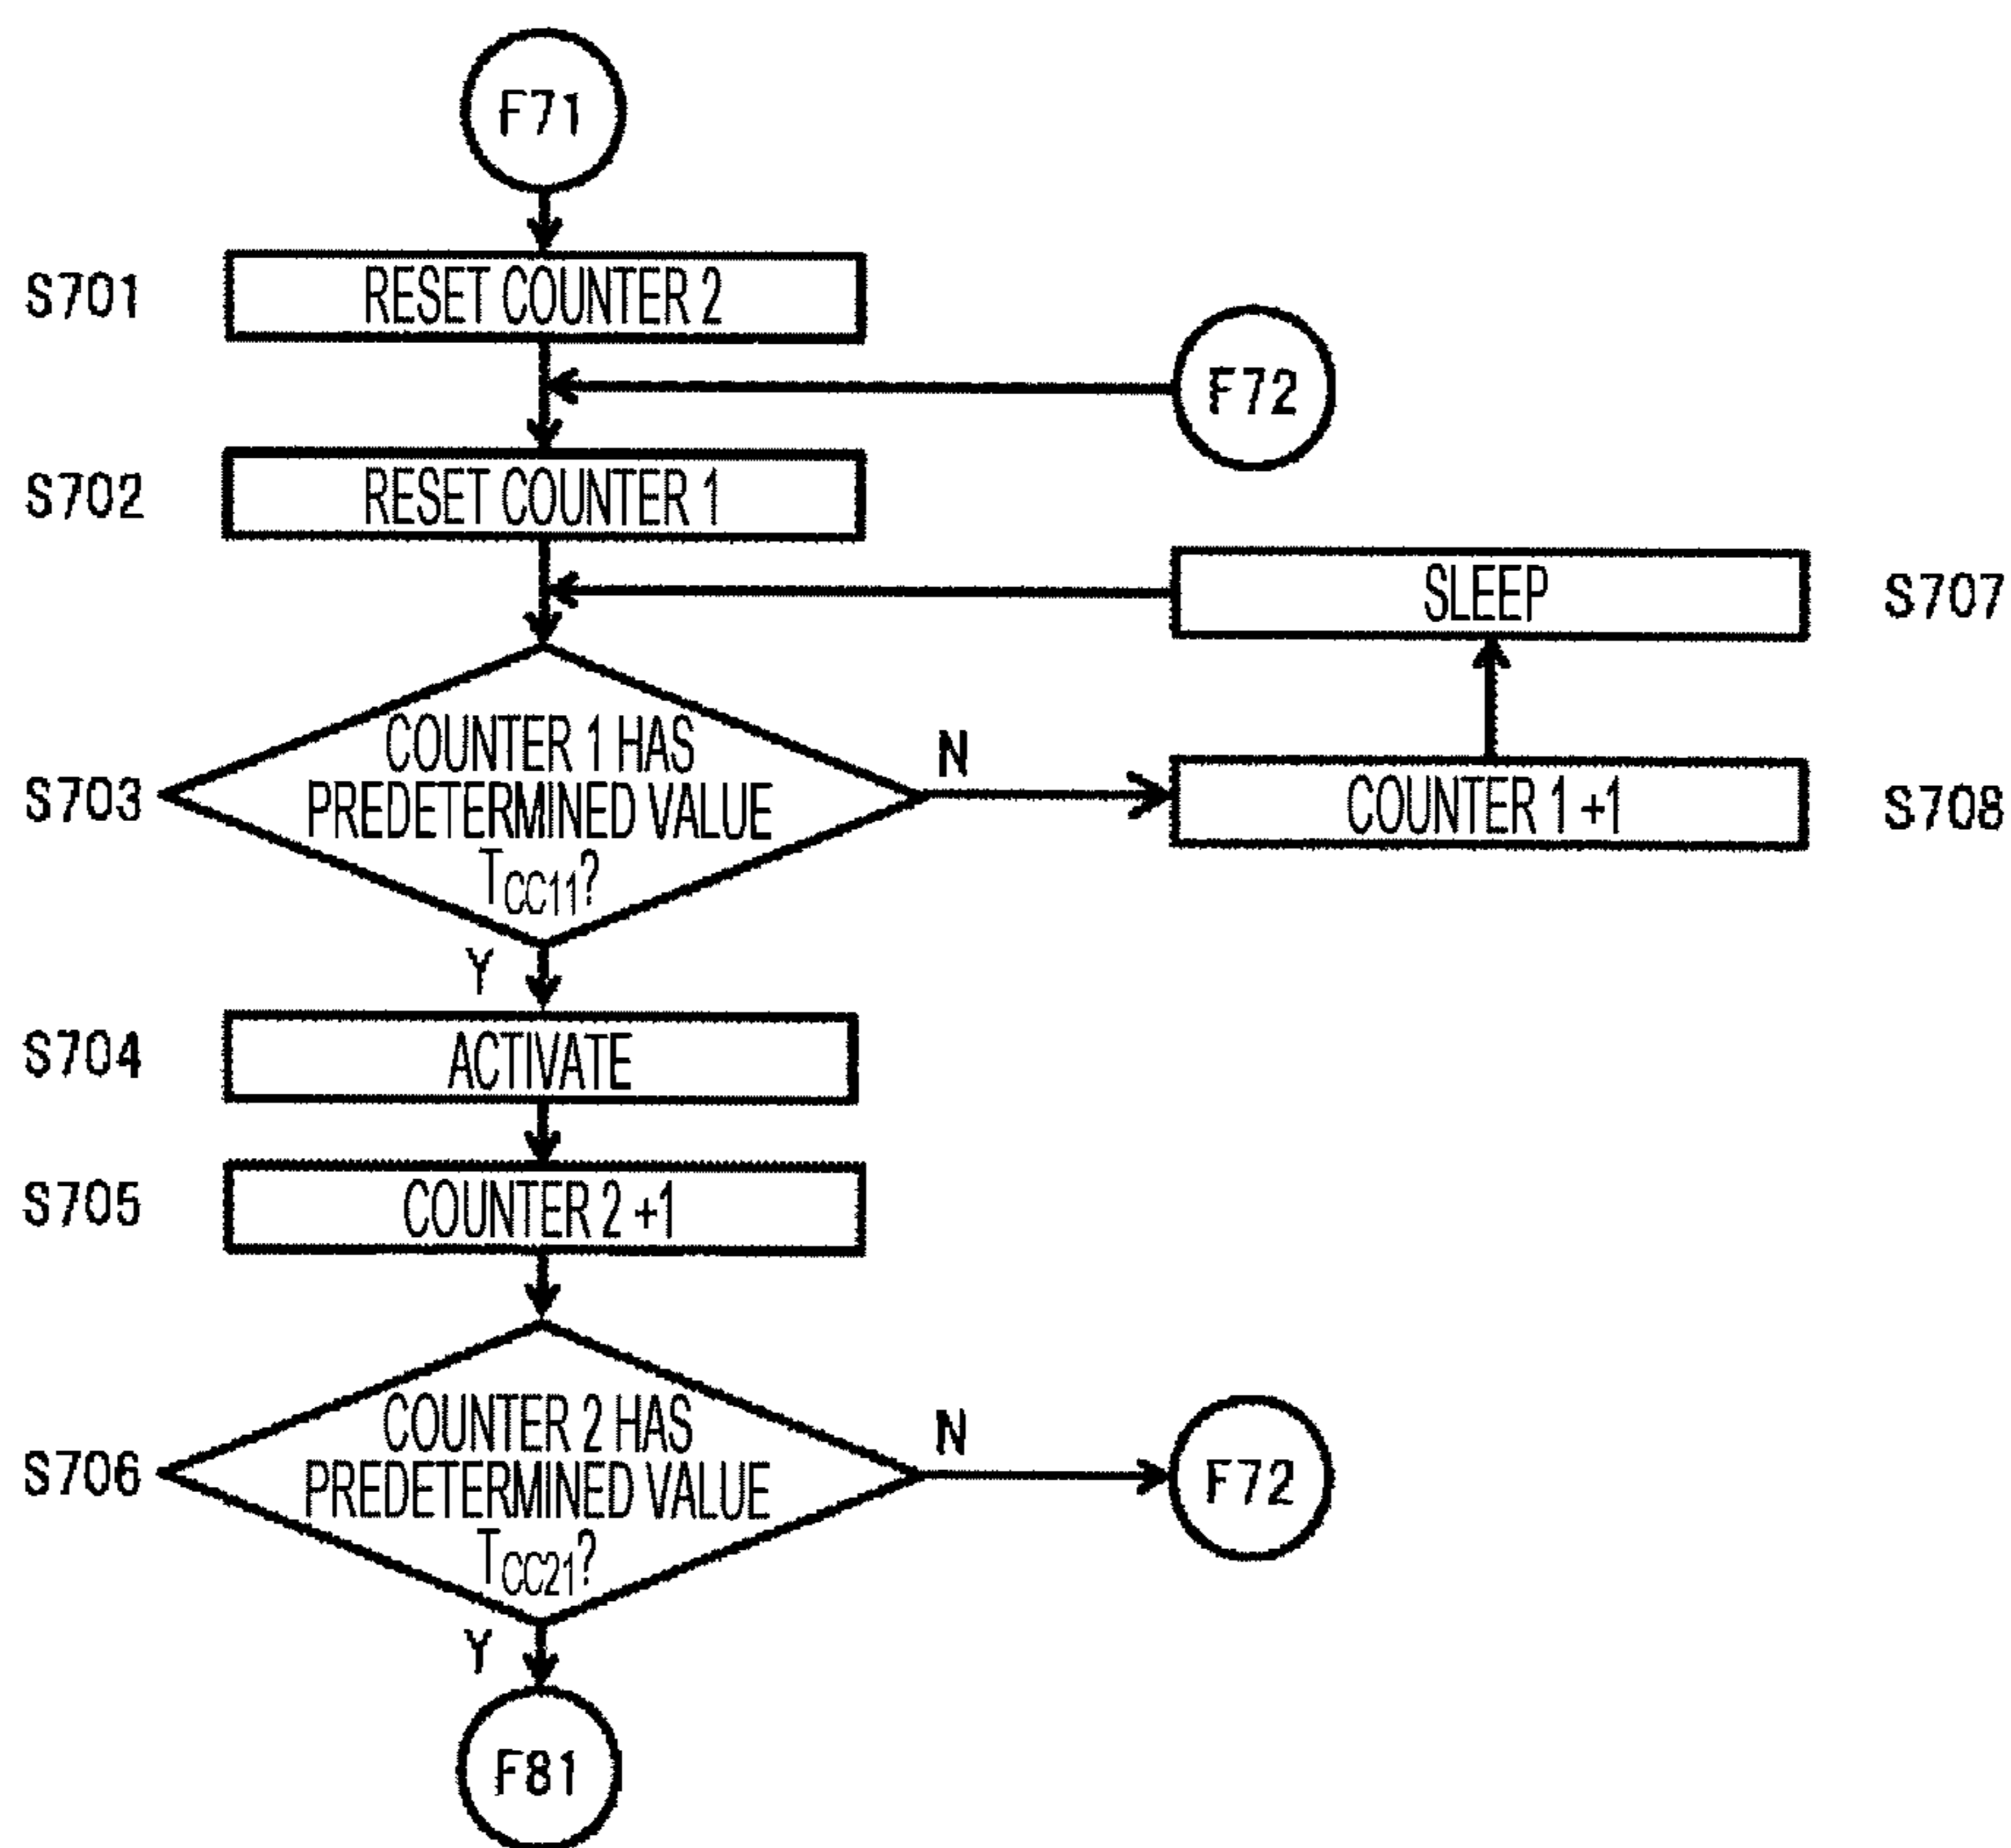 F71
S701
RESET COUNTER 2
F72
S702
RESET COUNTER 1
SLEEP
S707
S703
COUNTER 1 HAS
PREDETERMINED VALUE
TCC11?
N
COUNTER 1 +1
S708
Y
S704
ACTIVATE
S705
COUNTER 2 +1
S706
COUNTER 2 HAS
PREDETERMINED VALUE
TCC21?
N
F72
Y
F81